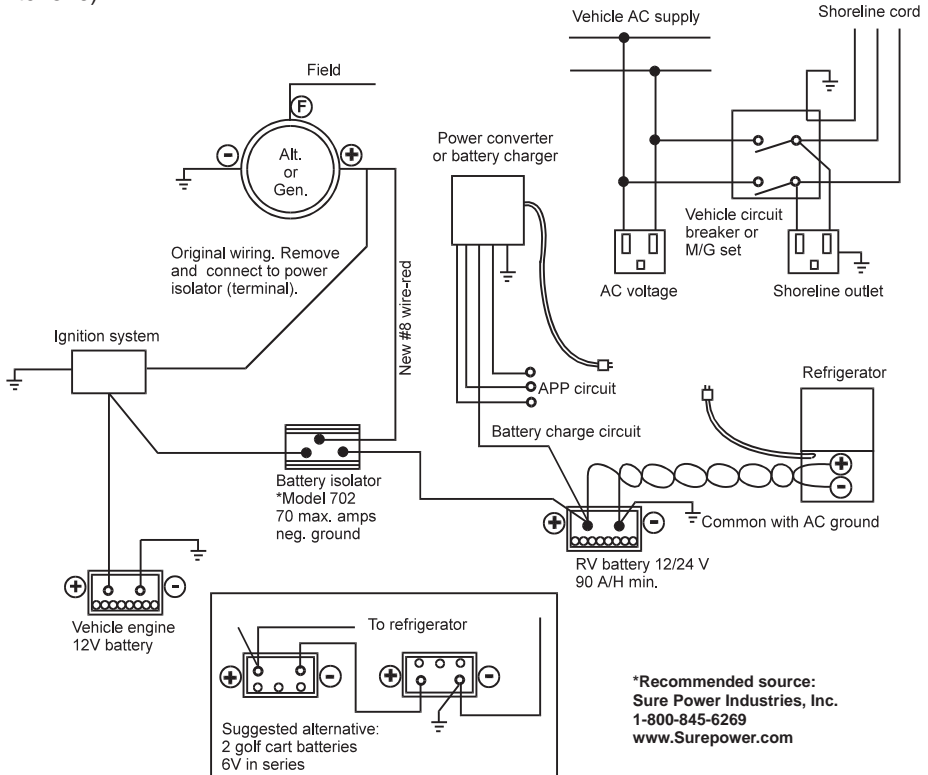 Vehicle AC supply
Shoreline cord
Field
F
Alt.
or
Gen.
Power converter
or battery charger
Vehicle circuit
breaker or
M/G set
Original wiring. Remove
and connect to power
isolator (terminal).
New #8 wire-red
AC voltage
Shoreline outlet
Ignition system
APP circuit
Refrigerator
Battery charge circuit
Battery isolator
*Model 702
70 max. amps
neg. ground
Common with AC ground
RV battery 12/24 V
90 A/H min.
Vehicle engine
12V battery
To refrigerator
Suggested alternative:
2 golf cart batteries
6V in series
*Recommended source:
Sure Power Industries, Inc.
1-800-845-6269
www.Surepower.com